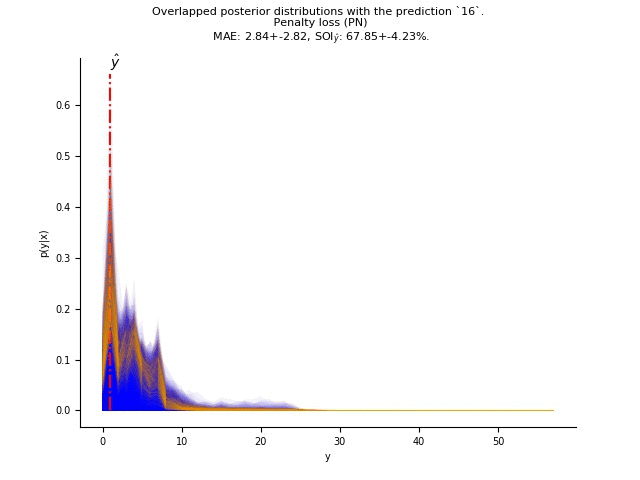 Overlapped posterior distributions with the prediction `16`.
Penalty loss (PN)
MAE: 2.84+-2.82, SOIŷ: 67.85+-4.23%.
ŷ
0.6
0.5
0.4
0.3
0.2
0.1
0.0
p(y|x)
0 10 20 30 40 50
y